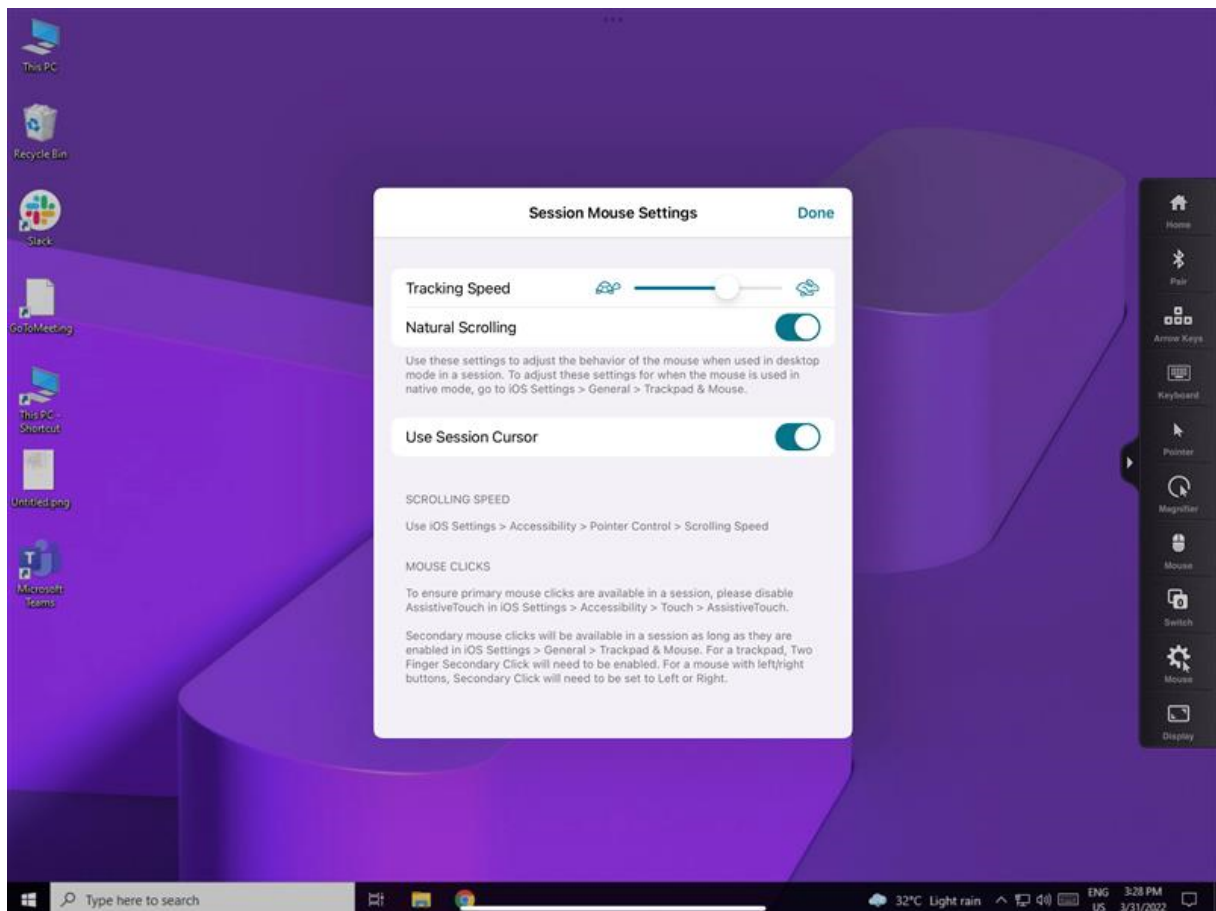 This PC
Recycle Bin
Slack
GoToMeeting
This PC -
Shortcut
Untitled.png
Microsoft
Teams
Session Mouse Settings
Done
Tracking Speed
Natural Scrolling
Use these settings to adjust the behavior of the mouse when used in desktop
mode in a session. To adjust these settings for when the mouse is used in
native mode, go to iOS Settings > General > Trackpad & Mouse.
Use Session Cursor
SCROLLING SPEED
Use iOS Settings > Accessibility > Pointer Control > Scrolling Speed
MOUSE CLICKS
To ensure primary mouse clicks are available in a session, please disable
AssistiveTouch in iOS Settings > Accessibility > Touch > AssistiveTouch.
Secondary mouse clicks will be available in a session as long as they are
enabled in iOS Settings > General > Trackpad & Mouse. For a trackpad, Two
Finger Secondary Click will need to be enabled. For a mouse with left/right
buttons, Secondary Click will need to be set to Left or Right.
Home
Pair
Arrow Keys
Keyboard
Pointer
Magnifier
Mouse
Switch
Mouse
Display
Type here to search
32°C Light rain
ENG
US
3:28 PM
3/31/2022